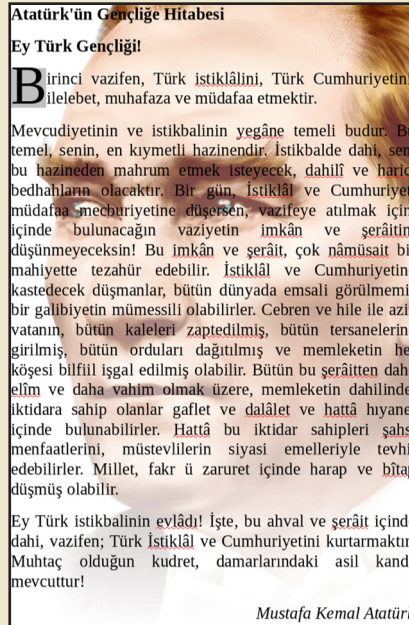 Atatürk'ün Gençliğe Hitabesi
Ey Türk Gençliği!
Birinci vazifen, Türk istiklâlini, Türk Cumhuriyetin
ilelebet, muhafaza ve müdafaa etmektir.
Mevcudiyetinin ve istikbalinin yegâne temeli budur. B
temel, senin, en kıymetli hazinendir. İstikbalde dahi, sen
bu hazineden mahrum etmek isteyecek, dahilî ve haric
bedhahların olacaktır. Bir gün, İstiklâl ve Cumhuriyet
müdafaa mecburiyetine düşersen, vazifeye atılmak için
içinde bulunacağın vaziyetin imkân ve şerâitin
düşünmeyeceksin! Bu imkân ve şerâit, çok nâmüsait bi
mahiyette tezahür edebilir. İstiklâl ve Cumhuriyetin
kastedecek düşmanlar, bütün dünyada emsali görülmemi
bir galibiyetin mümessili olabilirler. Cebren ve hile ile azi
vatanın, bütün kaleleri zaptedilmiş, bütün tersanelerin
girilmiş, bütün orduları dağıtılmış ve memleketin he
köşesi bilfiil işgal edilmiş olabilir. Bütün bu şerâitten dah
elîm ve daha vahim olmak üzere, memleketin dahilinde
iktidara sahip olanlar gaflet ve dalâlet ve hattâ hıyane
içinde bulunabilirler. Hattâ bu iktidar sahipleri şahs
menfaatlerini, müstevlilerin siyasi emelleriyle tevhi
edebilirler. Millet, fakr ü zaruret içinde harap ve bîtap
düşmüş olabilir.
Ey Türk istikbalinin evlâdı! İşte, bu ahval ve şerâit içind
dahi, vazifen; Türk İstiklâl ve Cumhuriyetini kurtarmaktır
Muhtaç olduğun kudret, damarlarındaki asil kand
mevcuttur!
Mustafa Kemal Atatür